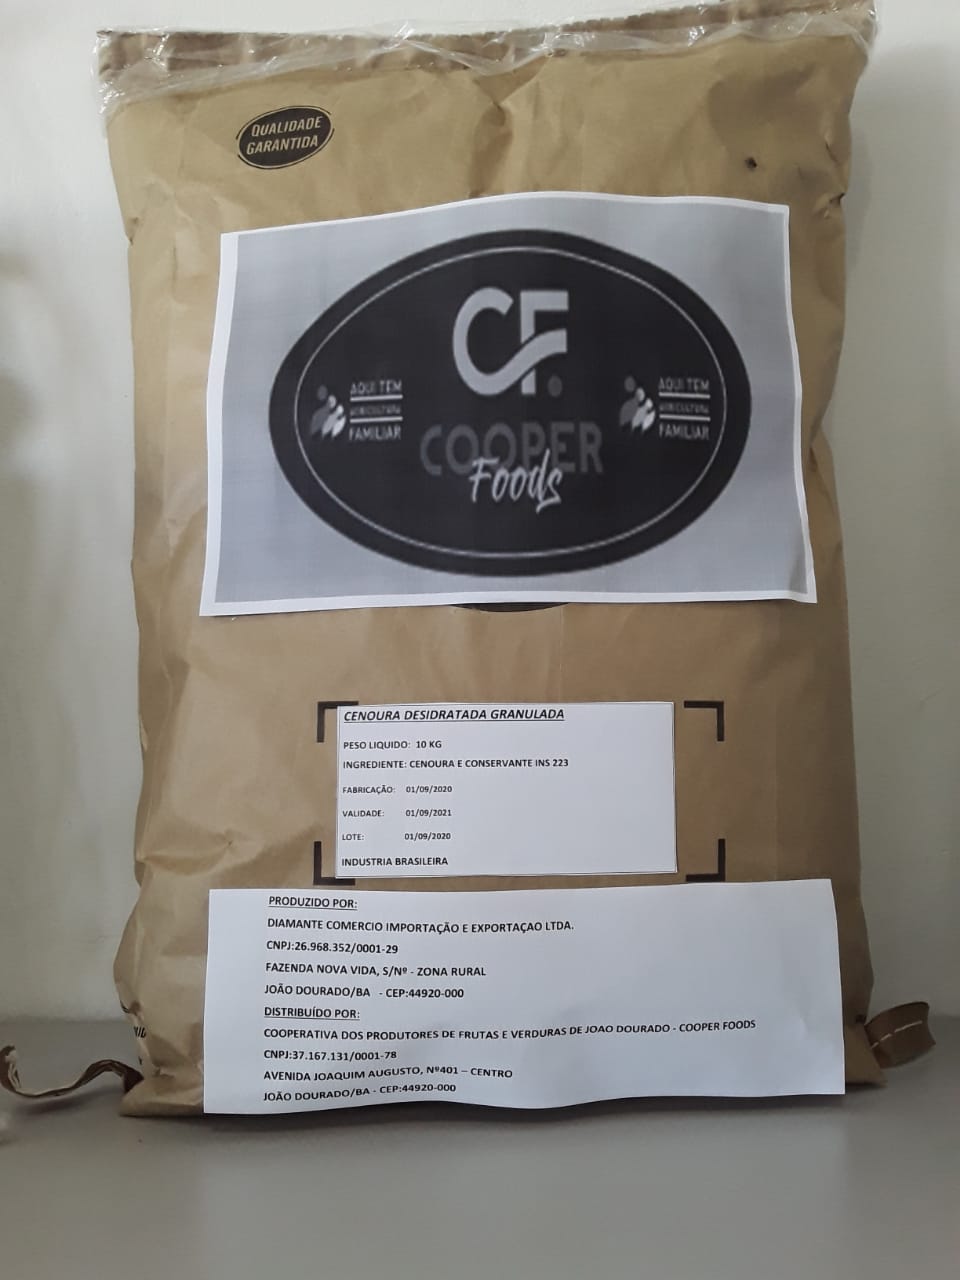 QUALIDADE
GARANTIDA
CF.
AQUI TEM
AGRICULTURA
FAMILIAR
AQUI TEM
AGRICULTURA
FAMILIAR
COOPER
Foods
CENOURA DESIDRATADA GRANULADA
PESO LIQUIDO: 10 KG
INGREDIENTE: CENOURA E CONSERVANTE INS 223
FABRICAÇÃO: 01/09/2020
VALIDADE: 01/09/2021
LOTE: 01/09/2020
INDUSTRIA BRASILEIRA
PRODUZIDO POR:
DIAMANTE COMERCIO IMPORTAÇÃO E EXPORTAÇAO LTDA.
CNPJ:26.968.352/0001-29
FAZENDA NOVA VIDA, S/Nº - ZONA RURAL
JOÃO DOURADO/BA - CEP:44920-000
DISTRIBUÍDO POR:
COOPERATIVA DOS PRODUTORES DE FRUTAS E VERDURAS DE JOAO DOURADO - COOPER FOODS
CNPJ:37.167.131/0001-78
AVENIDA JOAQUIM AUGUSTO, Nº401 – CENTRO
JOÃO DOURADO/BA - CEP:44920-000